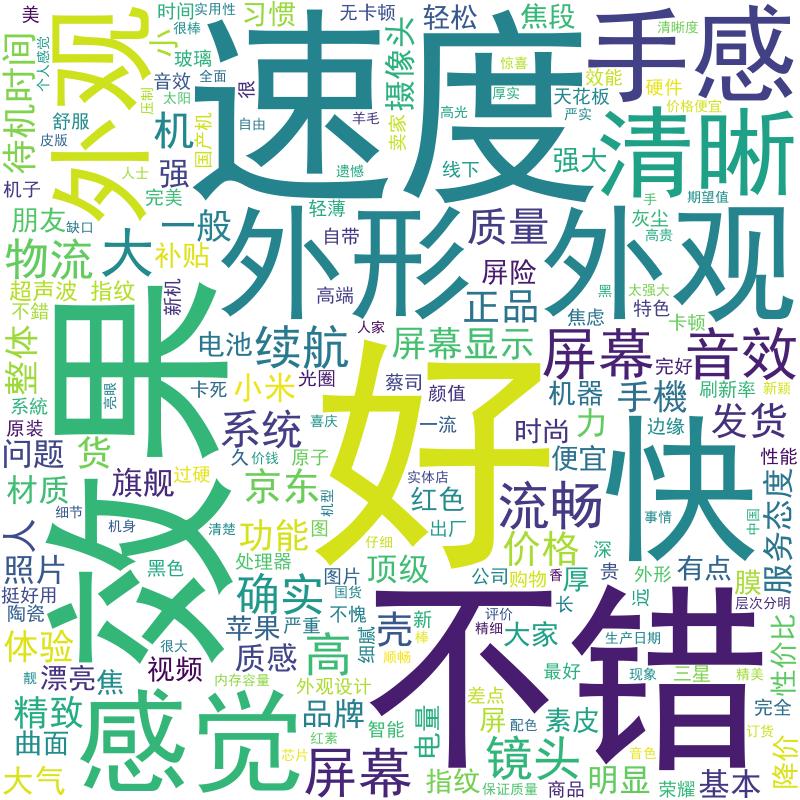 美
时间
实用性
很棒
习惯
无卡顿
轻松
焦段
手感
清晰度
个人感觉
待机时间
外观
小
玻璃
音效
全面
太阳
压制
很
摄像头
速度
惊喜
效能
硬件
厚实
天花板
价格便宜
舒服
皮版
机
国产机
自由
高光
羊毛
卖家
严实
清晰
机子
强
人士
完美
遗憾
线下
强大
手
期望值
朋友
缺口
一般
轻薄
外形
质量
外观
灰尘
高贵
物流
大
补贴
自带
屏险
黑
太强大
超声波
指纹
新机
高端
正品
焦虑
特色
卡顿
不錯
整体
效果
电池
续航
人家
屏幕显示
屏幕
完好
音效
系統
亮眼
卡死
小米
光圈
蔡司
颜值
好
机器
手機
刷新率
新颖
原装
问题
货
系统
喜庆
一流
时尚
力
边缘
发货
材质
旗舰
过硬
久
价钱
原子
京东
实体店
便宜
快
性能
细节
机身
清楚
机型
红色
流畅
事情
中国
服务态度
人
功能
图
出厂
仔细
价格
深
照片
黑色
处理器
图片
顶级
公司
购物
香
厚
贵
外形
有点
膜
层次分明
挺好用
国货
确实
陶瓷
苹果
严重
不愧
细腻
壳
新
棒
评价
精细
长
远
大家
生产日期
性价比
体验
很大
视频
质感
高
顺畅
不错
最好
现象
三星
精美
靓
漂亮
焦
内存容量
外观设计
差点
完全
精致
感觉
品牌
智能
电量
屏
配色
素皮
音色
订货
曲面
红素
芯片
镜头
降价
大气
屏幕
指纹
保证质量
商品
明显
荣耀
基本